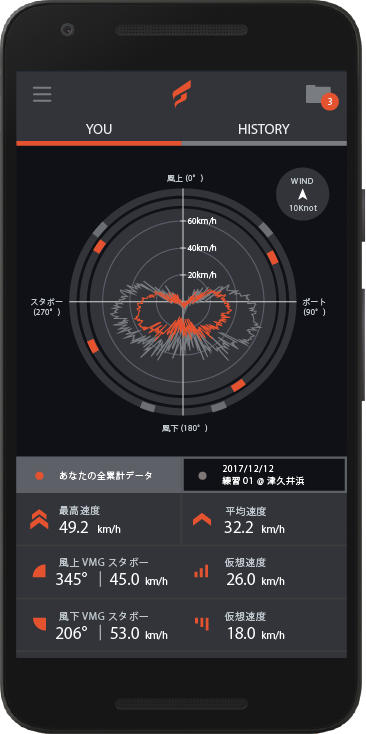 3
YOU
HISTORY
WIND
10Knot
風上 (0° )
60km/h
40km/h
20km/h
スタボー
(270° )
ポート
(90° )
風下 (180° )
あなたの全累計データ
2017/12/12
練習 01 @ 津久井浜
最高速度
49.2 km/h
平均速度
32.2 km/h
風上 VMG スタボー
345° | 45.0 km/h
仮想速度
26.0 km/h
風下 VMG スタボー
206° | 53.0 km/h
仮想速度
18.0 km/h